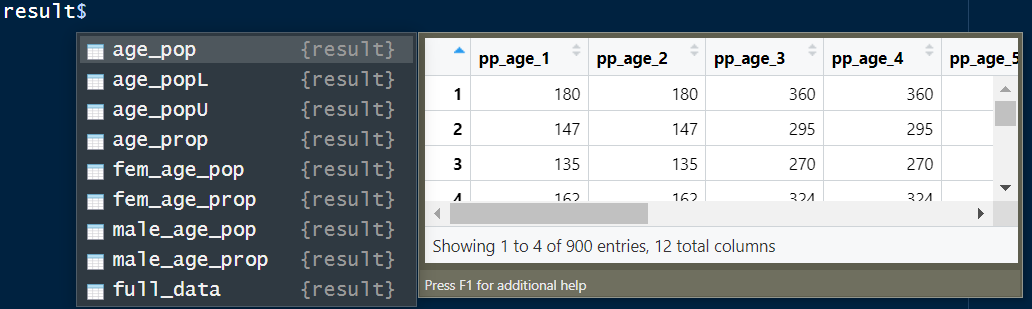 result$
age_pop {result}
age_popL {result}
age_popU {result}
age_prop {result}
fem_age_pop {result}
fem_age_prop {result}
male_age_pop {result}
male_age_prop {result}
full_data {result}
pp_age_1 pp_age_2 pp_age_3 pp_age_4 pp_age_5
1 180 180 360 360
2 147 147 295 295
3 135 135 270 270
4 162 162 324 324
Showing 1 to 4 of 900 entries, 12 total columns
Press F1 for additional help